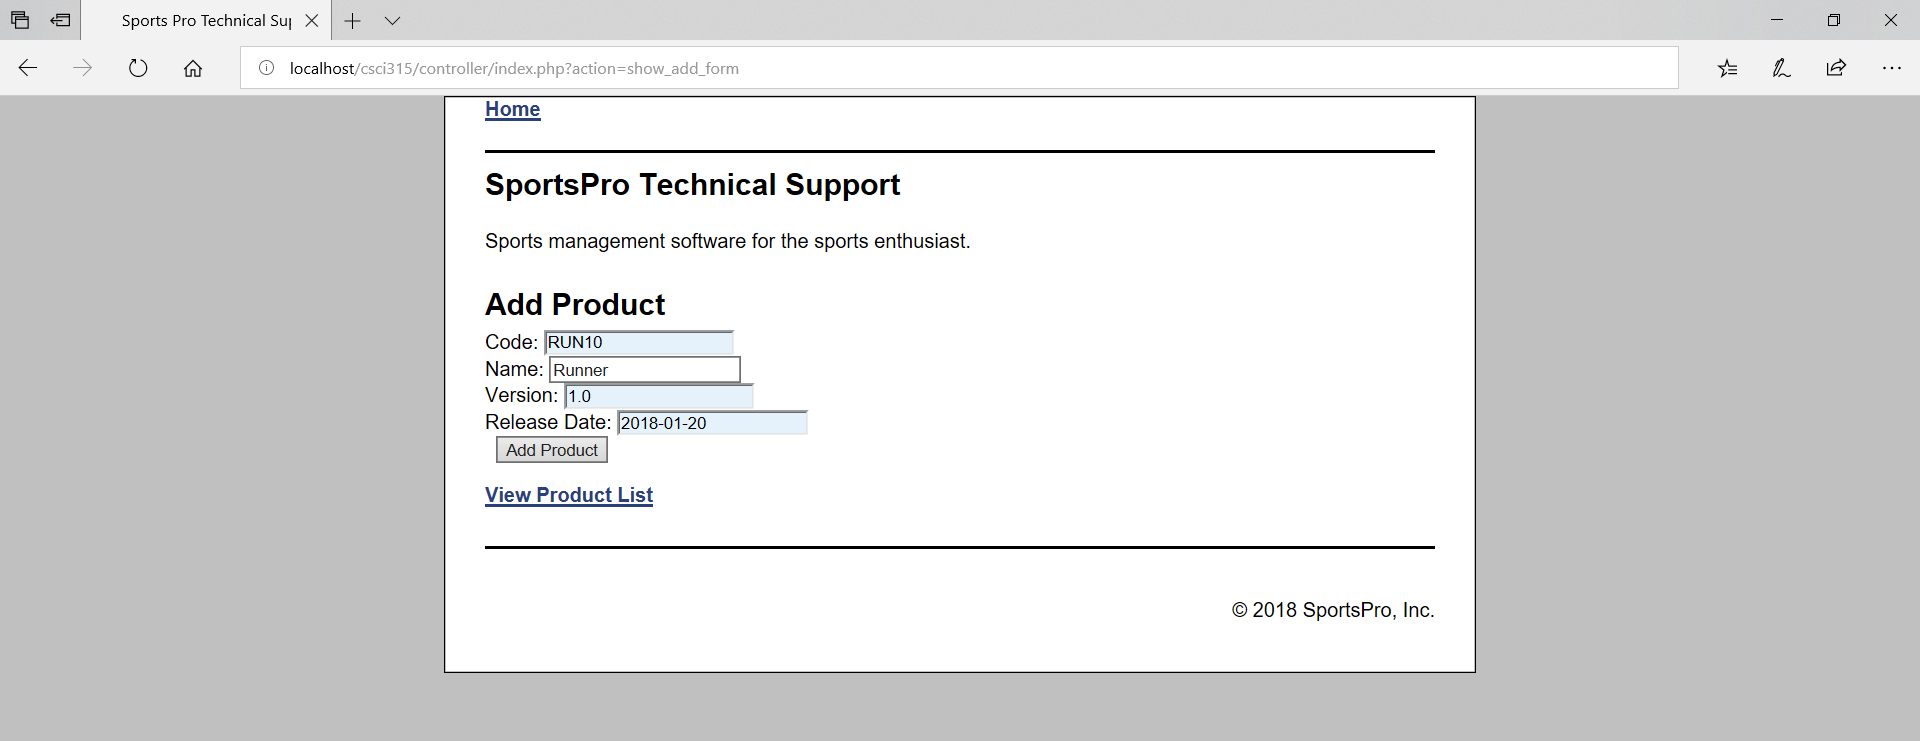 Sports Pro Technical Su
localhost/csci315/controller/index.php?action=show_add_form
Home
SportsPro Technical Support
Sports management software for the sports enthusiast.
Add Product
Code: RUN10
Name: Runner
Version: 1.0
Release Date: 2018-01-20
Add Product
View Product List
© 2018 SportsPro, Inc.